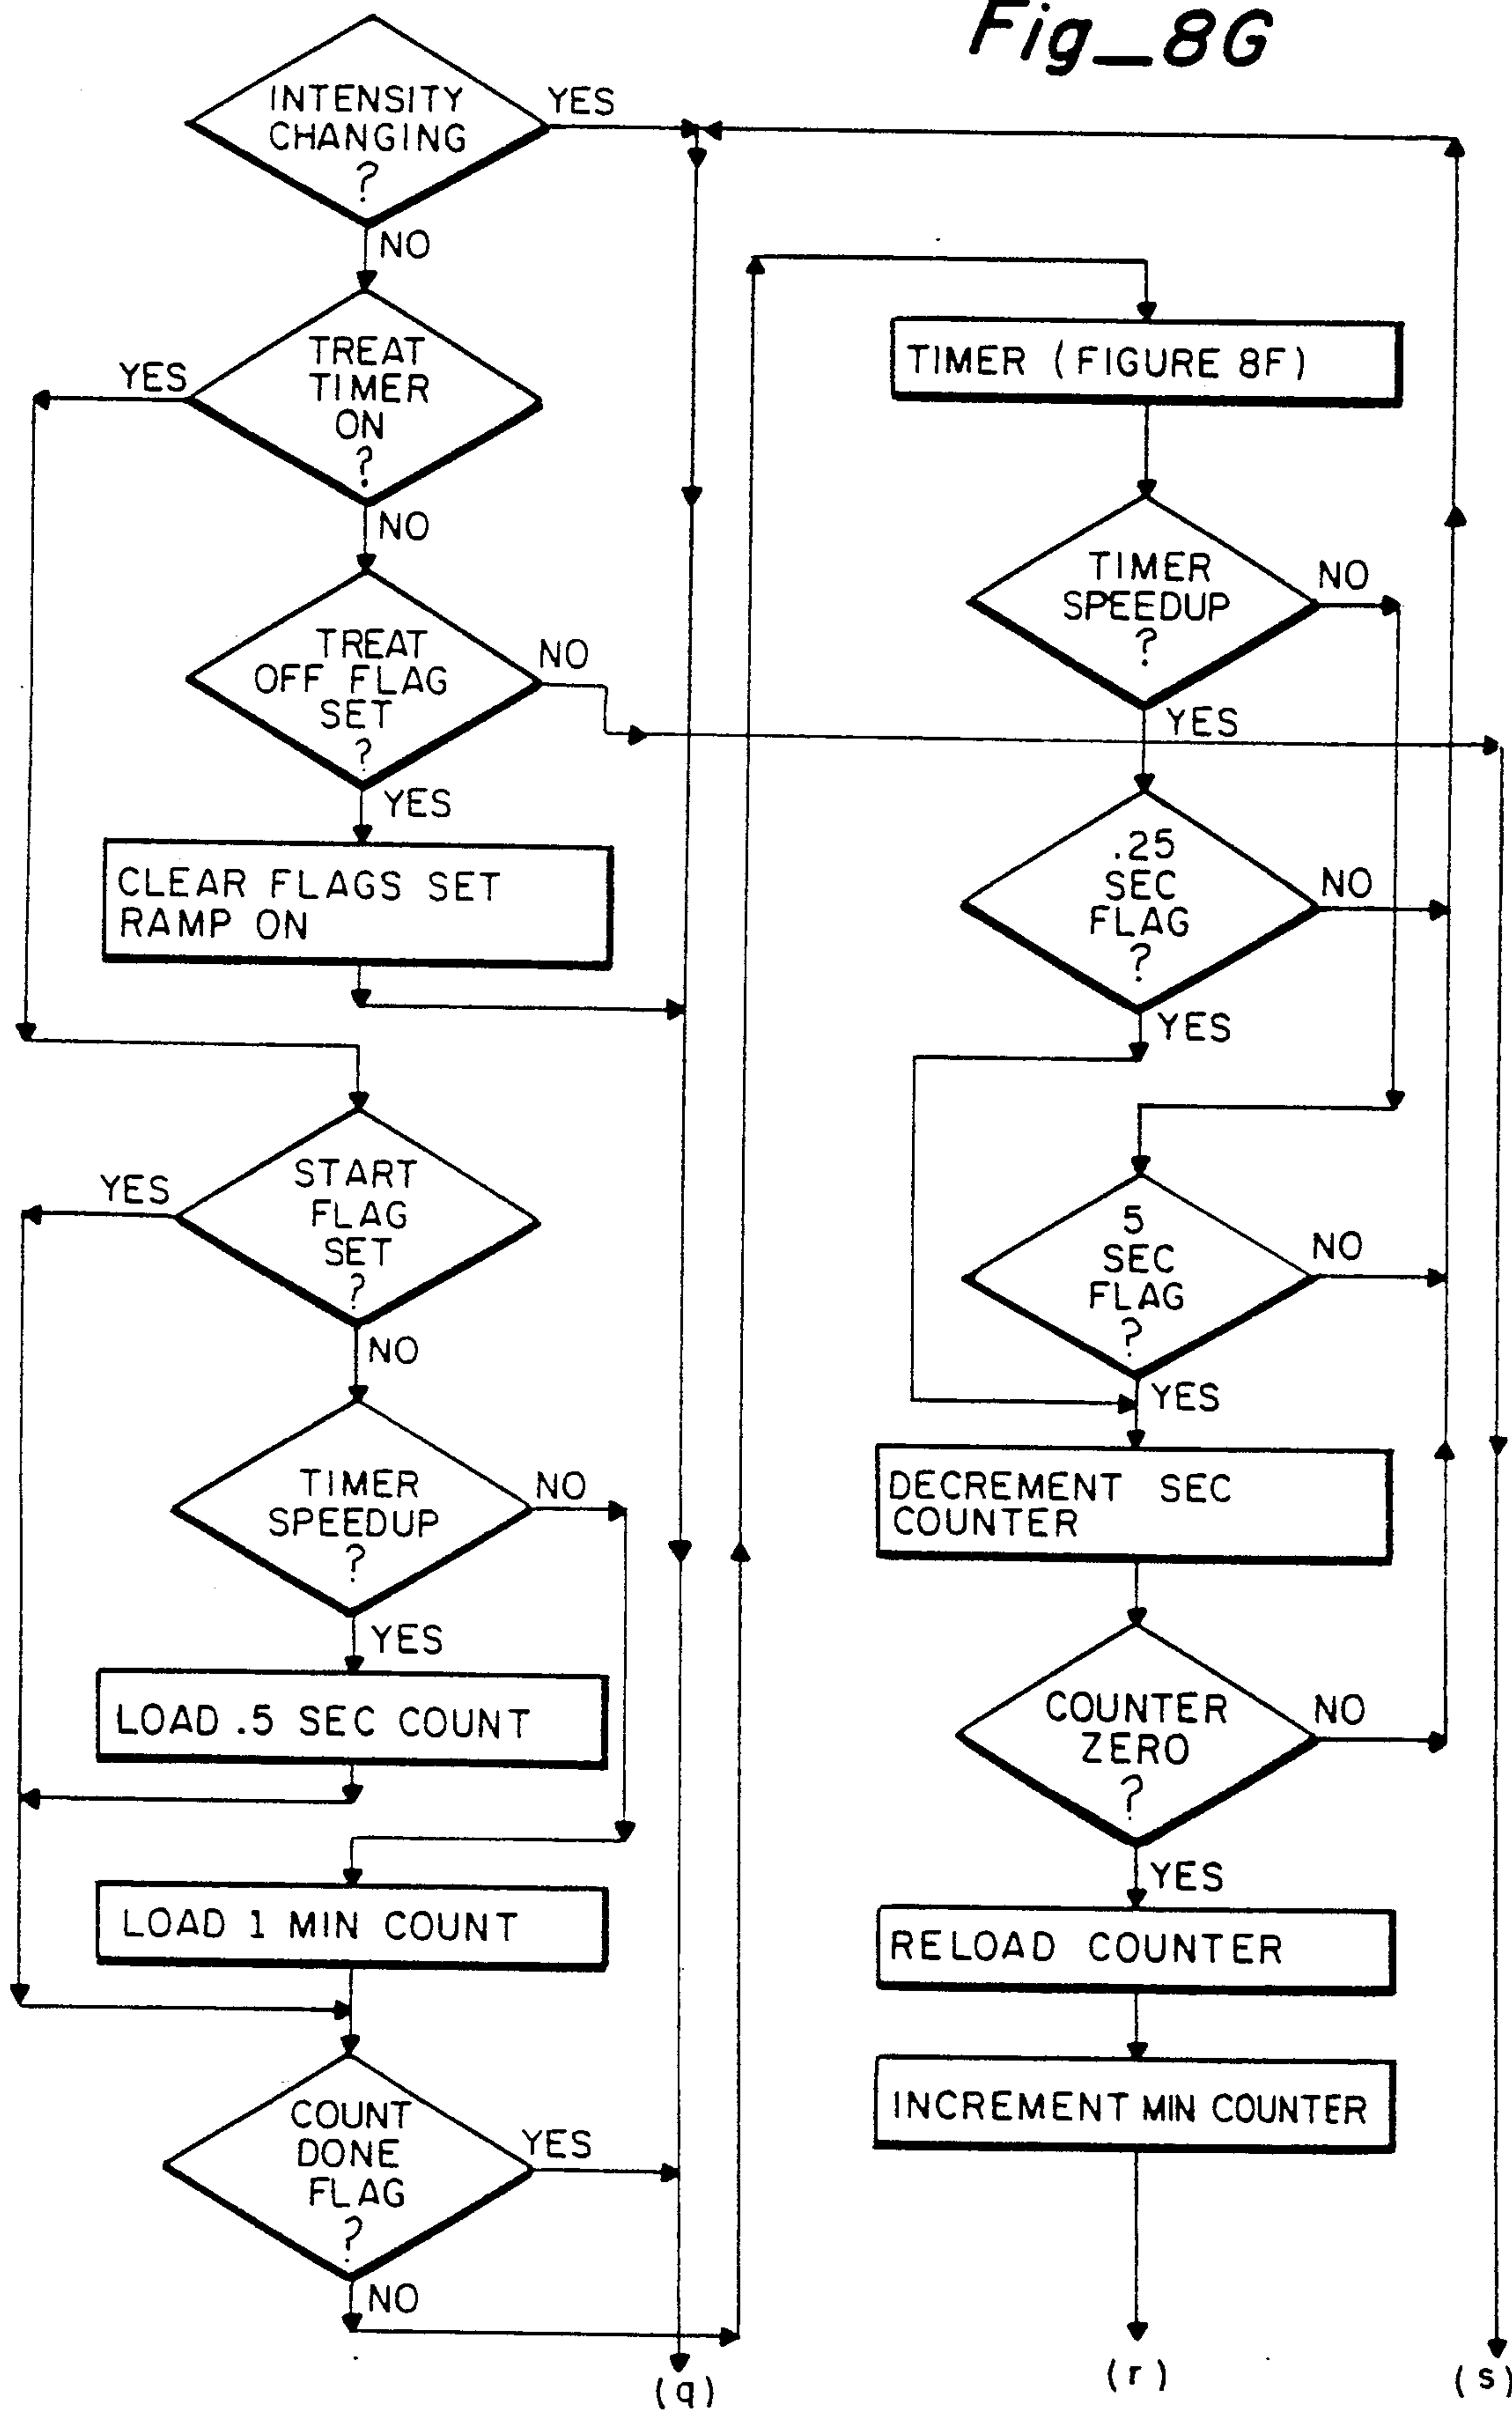 Fig_8G
INTENSITY
CHANGING
?
YES
NO
TREAT
TIMER
ON
?
YES
NO
TREAT
OFF FLAG
SET
?
NO
YES
CLEAR FLAGS SET
RAMP ON
START
FLAG
SET
?
YES
NO
TIMER
SPEEDUP
?
NO
YES
LOAD .5 SEC COUNT
LOAD 1 MIN COUNT
COUNT
DONE
FLAG
?
YES
NO
(q)
TIMER (FIGURE 8F)
TIMER
SPEEDUP
?
NO
YES
.25
SEC
FLAG
?
NO
YES
5
SEC
FLAG
?
NO
YES
DECREMENT SEC
COUNTER
COUNTER
ZERO
?
NO
YES
RELOAD COUNTER
INCREMENT MIN COUNTER
(r)
(s)